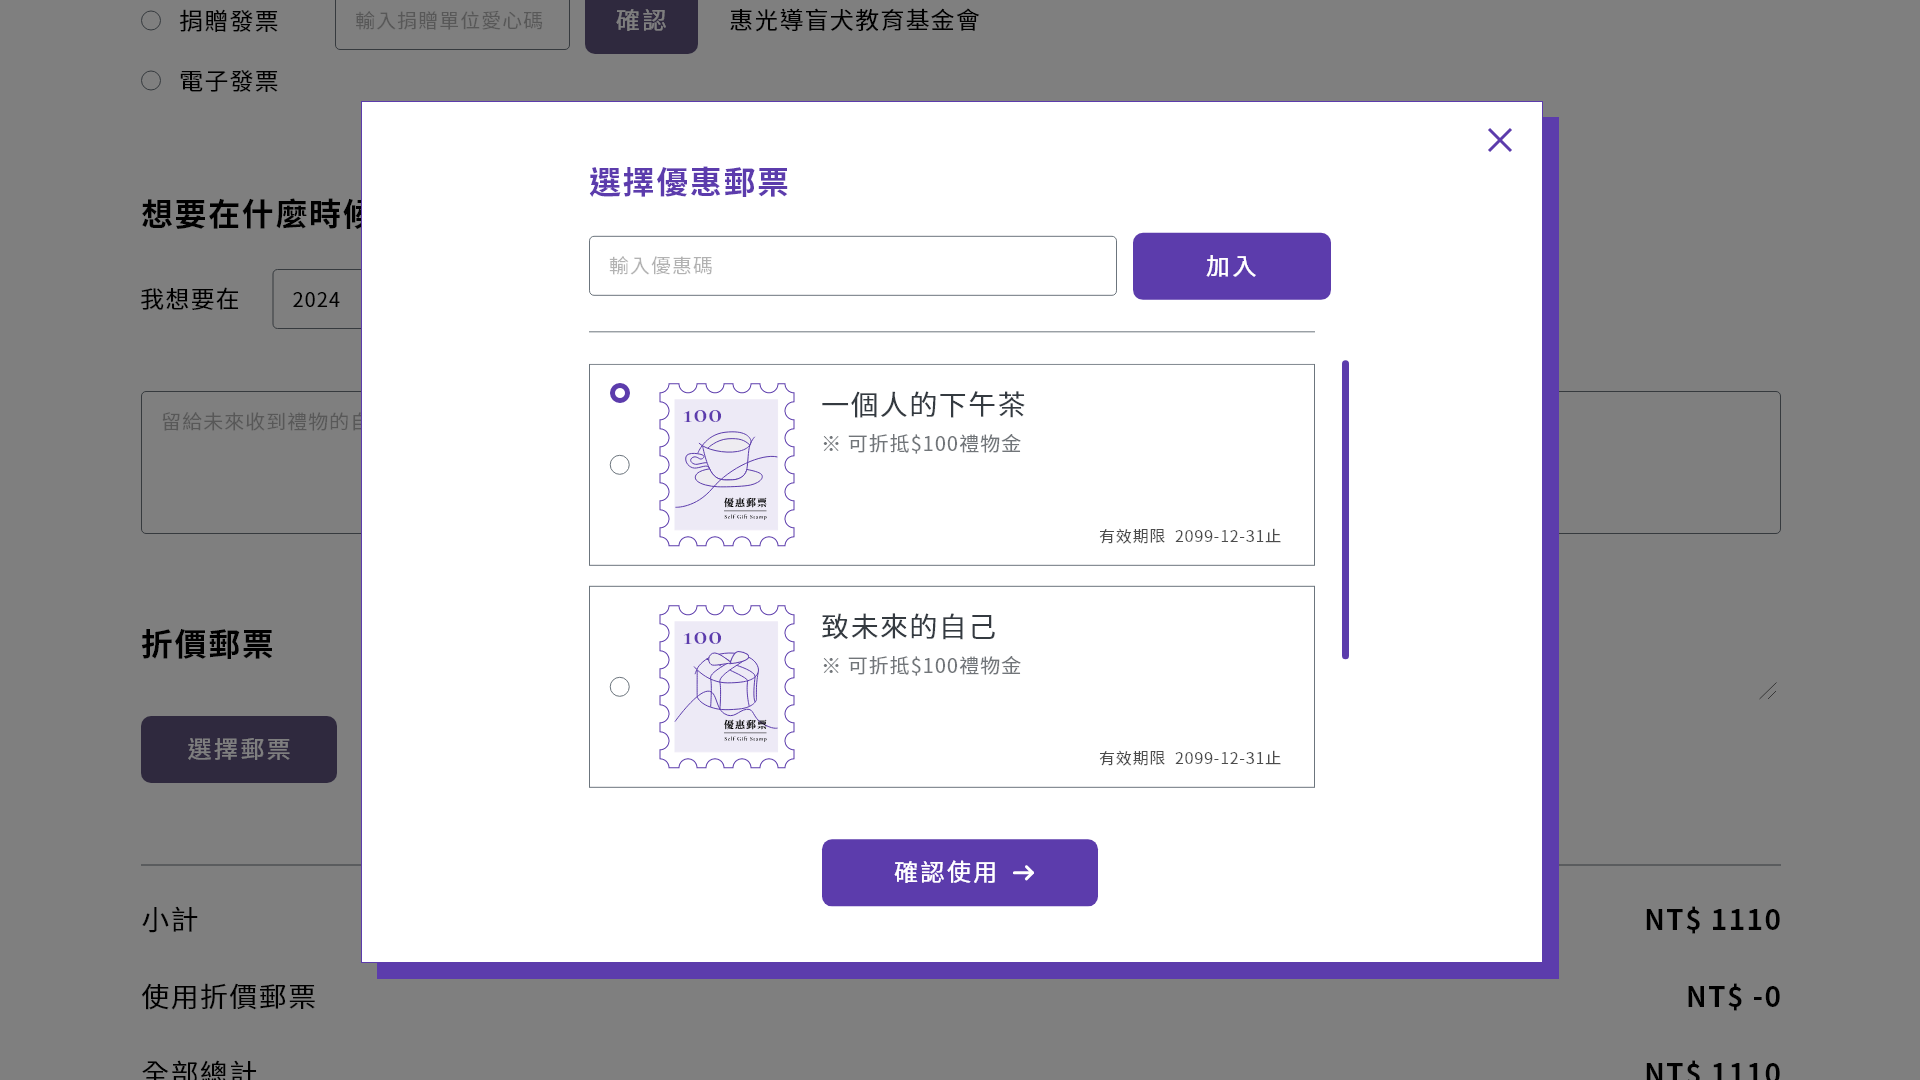 捐贈發票
輸入捐贈單位愛心碼
確認
惠光導盲犬教育基金會
電子發票
選擇優惠郵票
想要在什麼時候
輸入優惠碼
加入
我想要在
2024
100
優惠郵票
Self Gift Stamp
一個人的下午茶
※ 可折抵$100禮物金
有效期限 2099-12-31止
留給未來收到禮物的自
100
優惠郵票
Self Gift Stamp
致未來的自己
※ 可折抵$100禮物金
有效期限 2099-12-31止
折價郵票
選擇郵票
確認使用
小計
NT$ 1110
使用折價郵票
NT$ -0
全部總計
NT$ 1110